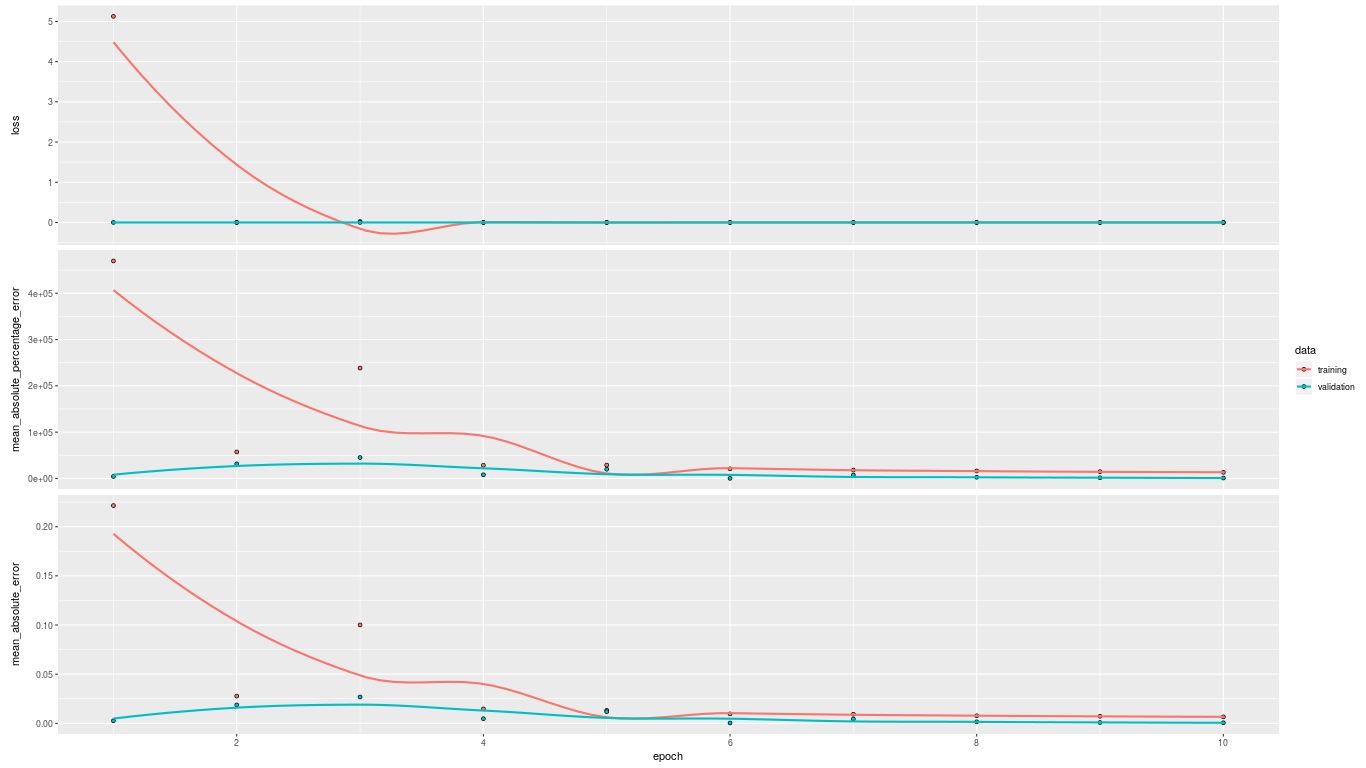 loss
5
4
3
2
1
0
mean_absolute_percentage_error
4e+05
3e+05
2e+05
1e+05
0e+00
mean_absolute_error
0.20
0.15
0.10
0.05
0.00
2 4 6 8 10
epoch
data
training
validation